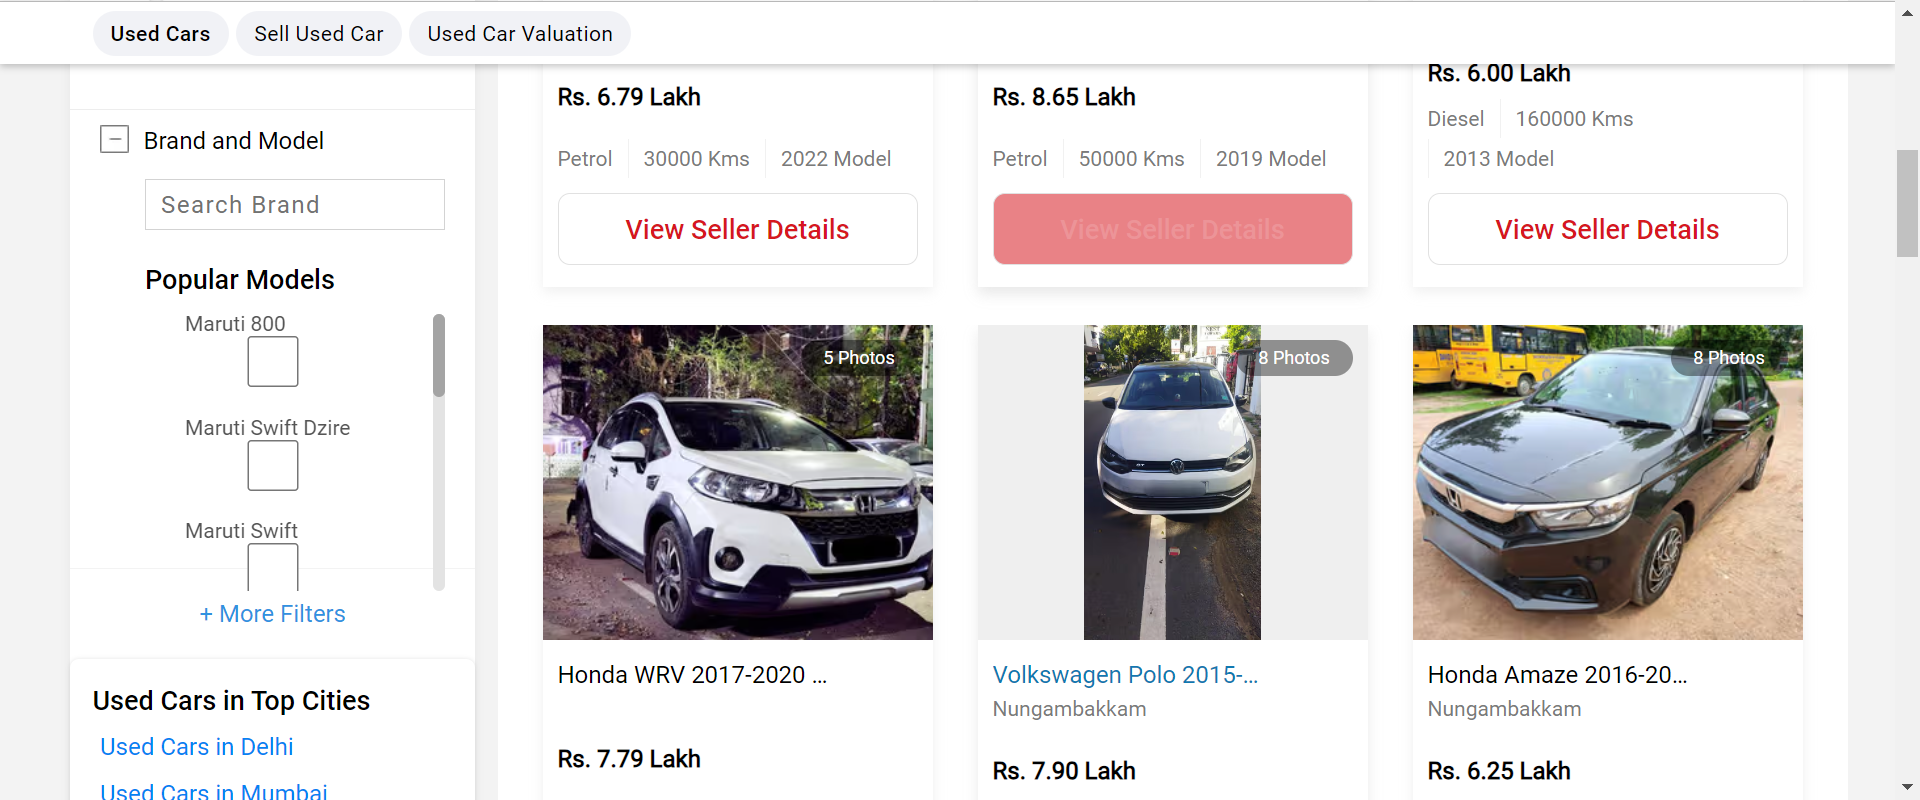 Used Cars
Sell Used Car
Used Car Valuation
Brand and Model
Search Brand
Popular Models
Maruti 800
Maruti Swift Dzire
Maruti Swift
+ More Filters
Used Cars in Top Cities
Used Cars in Delhi
Used Cars in Mumbai
Rs. 6.79 Lakh
Petrol 30000 Kms 2022 Model
View Seller Details
Rs. 8.65 Lakh
Petrol 50000 Kms 2019 Model
View Seller Details
Rs. 6.00 Lakh
Diesel 160000 Kms
2013 Model
View Seller Details
5 Photos
Honda WRV 2017-2020 ...
Rs. 7.79 Lakh
8 Photos
Volkswagen Polo 2015-...
Nungambakkam
Rs. 7.90 Lakh
8 Photos
Honda Amaze 2016-20...
Nungambakkam
Rs. 6.25 Lakh